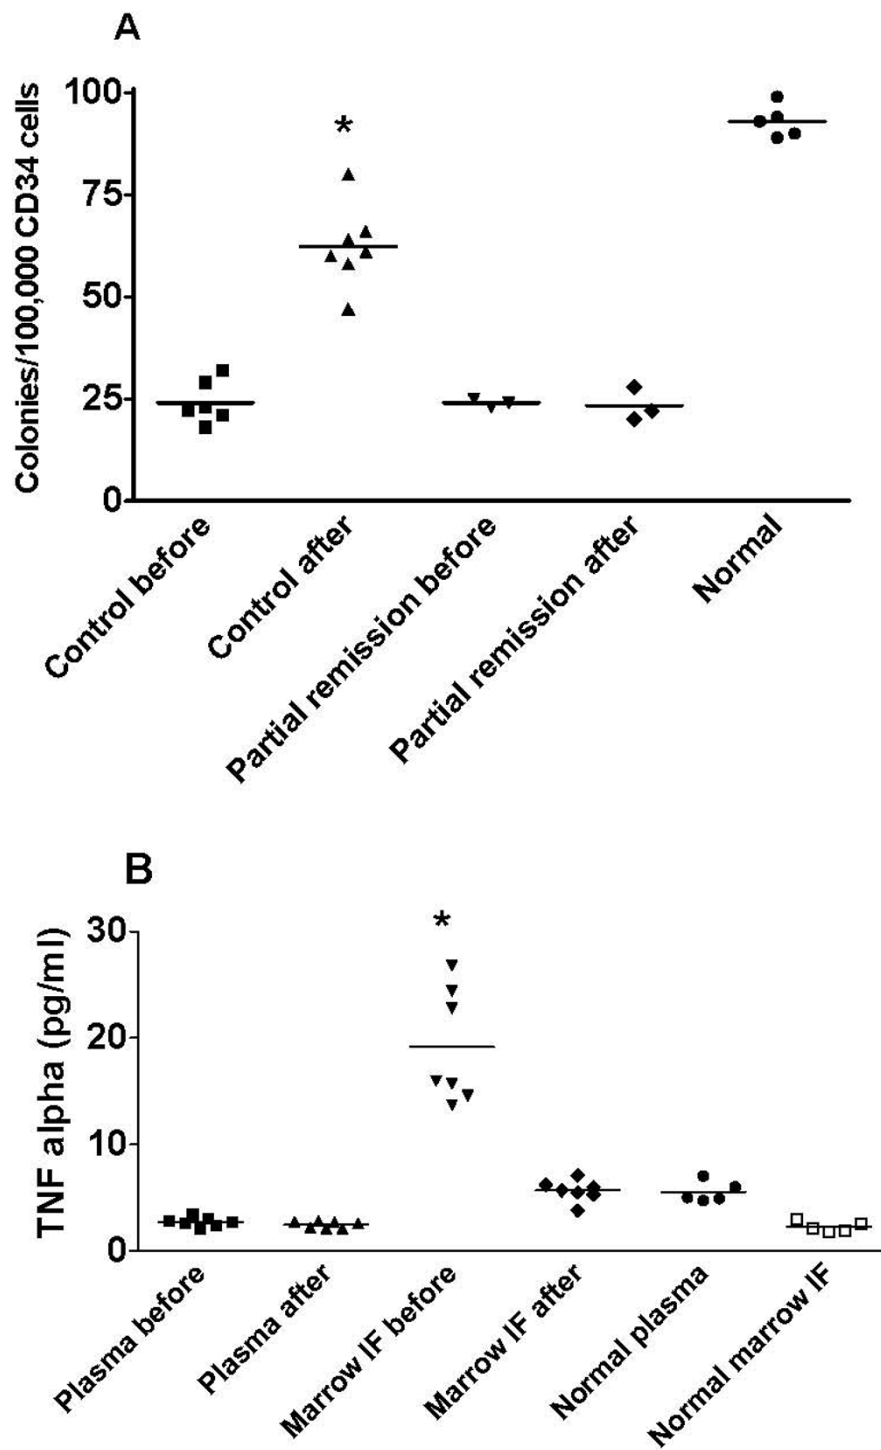 A
Colonies/100,000 CD34 cells
100
75
50
25
0
*
Control before
Control after
Partial remission before
Partial remission after
Normal
B
TNF alpha (pg/ml)
30
20
10
0
*
Plasma before
Plasma after
Marrow IF before
Marrow IF after
Normal plasma
Normal marrow IF